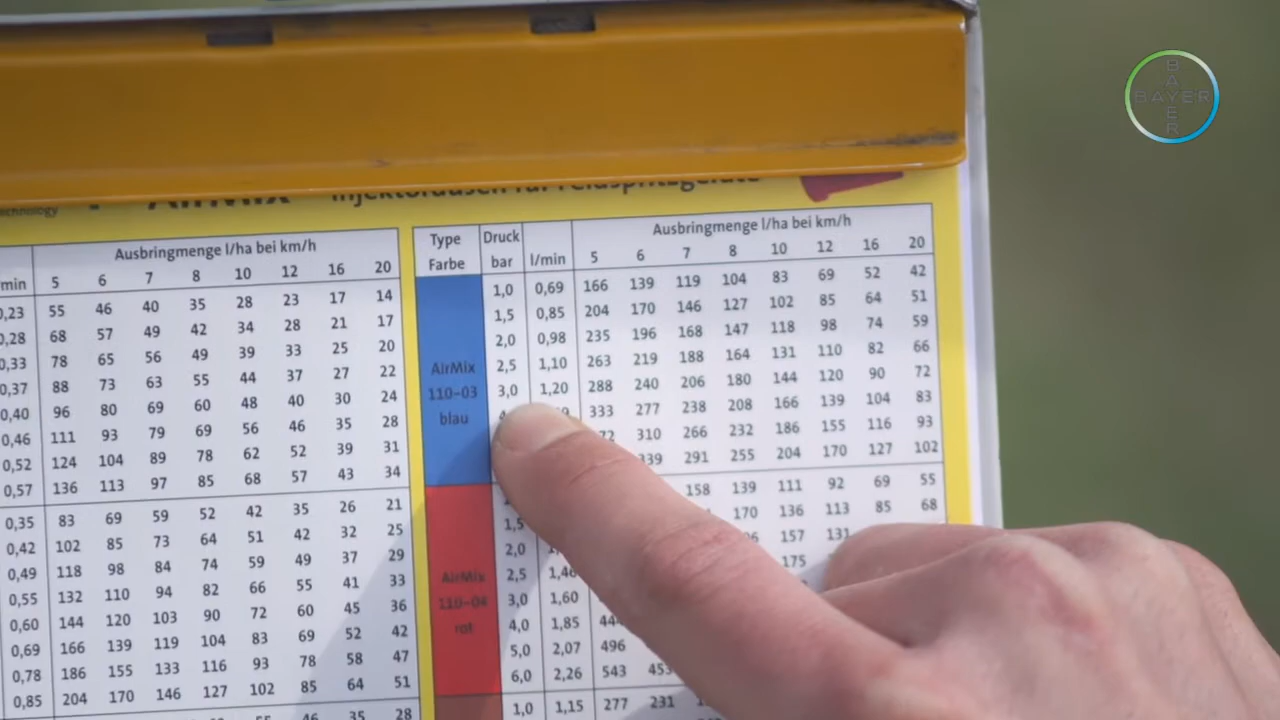 BAYER
BAYER
technology AirMix Injektordüsen für Feldspritzgeräte
Ausbringmenge l/ha bei km/h
min 5 6 7 8 10 12 16 20
0,23 55 46 40 35 28 23 17 14
0,28 68 57 49 42 34 28 21 17
0,33 78 65 56 49 39 33 25 20
0,37 88 73 63 55 44 37 27 22
0,40 96 80 69 60 48 40 30 24
0,46 111 93 79 69 56 46 35 28
0,52 124 104 89 78 62 52 39 31
0,57 136 113 97 85 68 57 43 34
0,35 83 69 59 52 42 35 26 21
0,42 102 85 73 64 51 42 32 25
0,49 118 98 84 74 59 49 37 29
0,55 132 110 94 82 66 55 41 33
0,60 144 120 103 90 72 60 45 36
0,69 166 139 119 104 83 69 52 42
0,78 186 155 133 116 93 78 58 47
0,85 204 170 146 127 102 85 64 51
46 35 28
Type Druck Ausbringmenge l/ha bei km/h
Farbe bar l/min 5 6 7 8 10 12 16 20
1,0 0,69 166 139 119 104 83 69 52 42
1,5 0,85 204 170 146 127 102 85 64 51
2,0 0,98 235 196 168 147 118 98 74 59
AirMix 2,5 1,10 263 219 188 164 131 110 82 66
110-03 3,0 1,20 288 240 206 180 144 120 90 72
blau 333 277 238 208 166 139 104 83
72 310 266 232 186 155 116 93
339 291 255 204 170 127 102
158 139 111 92 69 55
1,5 170 136 113 85 68
2,0 157 131
AirMix 2,5 1,46 175
110-04 3,0 1,60
rot 4,0 1,85 444
5,0 2,07 496
6,0 2,26 543 453
1,0 1,15 277 231